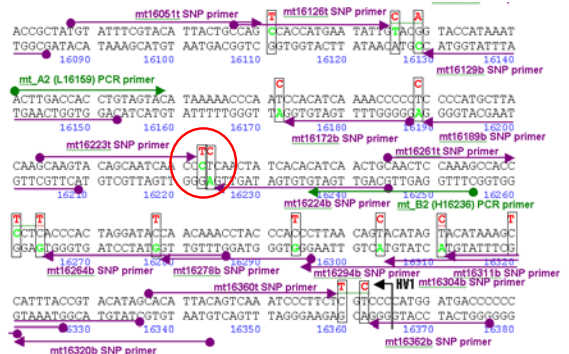 mt16051t SNP primer T mt16126t SNP primer C A
ACCGCTATGT ATTTCGTACA TTACTGCCAG CCACCATGAA TATTGTACGG TACCATAAAT
TGGCGATACA TAAAGCATGT AATGACGGTC GGTGGTACTT ATAACATGCC ATGGTATTTA
16090 16100 16110 16120 16130 16140
mt16129b SNP primer
mt_A2 (L16159) PCR primer C C
ACTTGACCAC CTGTAGTACA TAAAAACCCA ATCCACATCA AAACCCCCTC CCCATGCTTA
TGAACTGGTG GACATCATGT ATTTTTGGGT TAGGTGTAGT TTTGGGGGAG GGGTACGAAT
16150 16160 16170 16180 16190 16200
mt16172b SNP primer mt16189b SNP primer
mt16223t SNP primer TC mt16261t SNP primer
CAAGCAAGTA CAGCAATCAA CCCTCAACTA TCACACATCA ACTGCAACTC CAAAGCCACC
GTTCGTTCAT GTCGTTAGTT GGGAGTTGAT AGTGTGTAGT TGACGTTGAG GTTTCGGTGG
16210 16220 16230 16240 16250 16260
mt16224b SNP primer mt_B2 (H16236) PCR primer
T T T T C C T
CCTCACCCAC TAGGATACCA ACAAACCTAC CCACCCTTAA CAGTACATAG TACATAAAGC
GGAGTGGGTG ATCCTATGGT TGTTTGGATG GGTGGGAATT GTCATGTATC ATGTATTTCG
16270 16280 16290 16300 16310 16320
mt16264b SNP primer mt16278b SNP primer mt16294b SNP primer mt16311b SNP primer
mt16360t SNP primer T C HV1 mt16304b SNP primer
CATTTACCGT ACATAGCACA TTACAGTCAA ATCCCTTCTC GTCCCCATGG ATGACCCCCC
GTAAATGGCA TGTATCGTGT AATGTCAGTT TAGGGAAGAG CAGGGGTACC TACTGGGGGG
16330 16340 16350 16360 16370 16380
mt16320b SNP primer mt16362b SNP primer